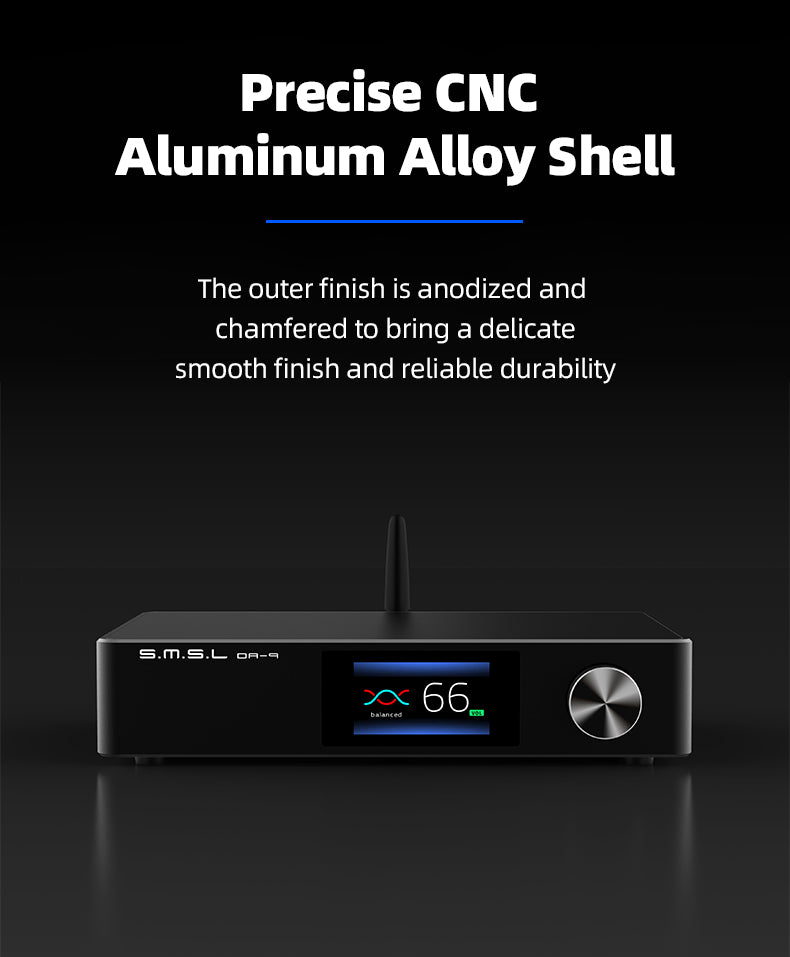 Precise CNC
Aluminum Alloy Shell
The outer finish is anodized and
chamfered to bring a delicate
smooth finish and reliable durability
S.M.S.L DA-9
66
VOL
balanced